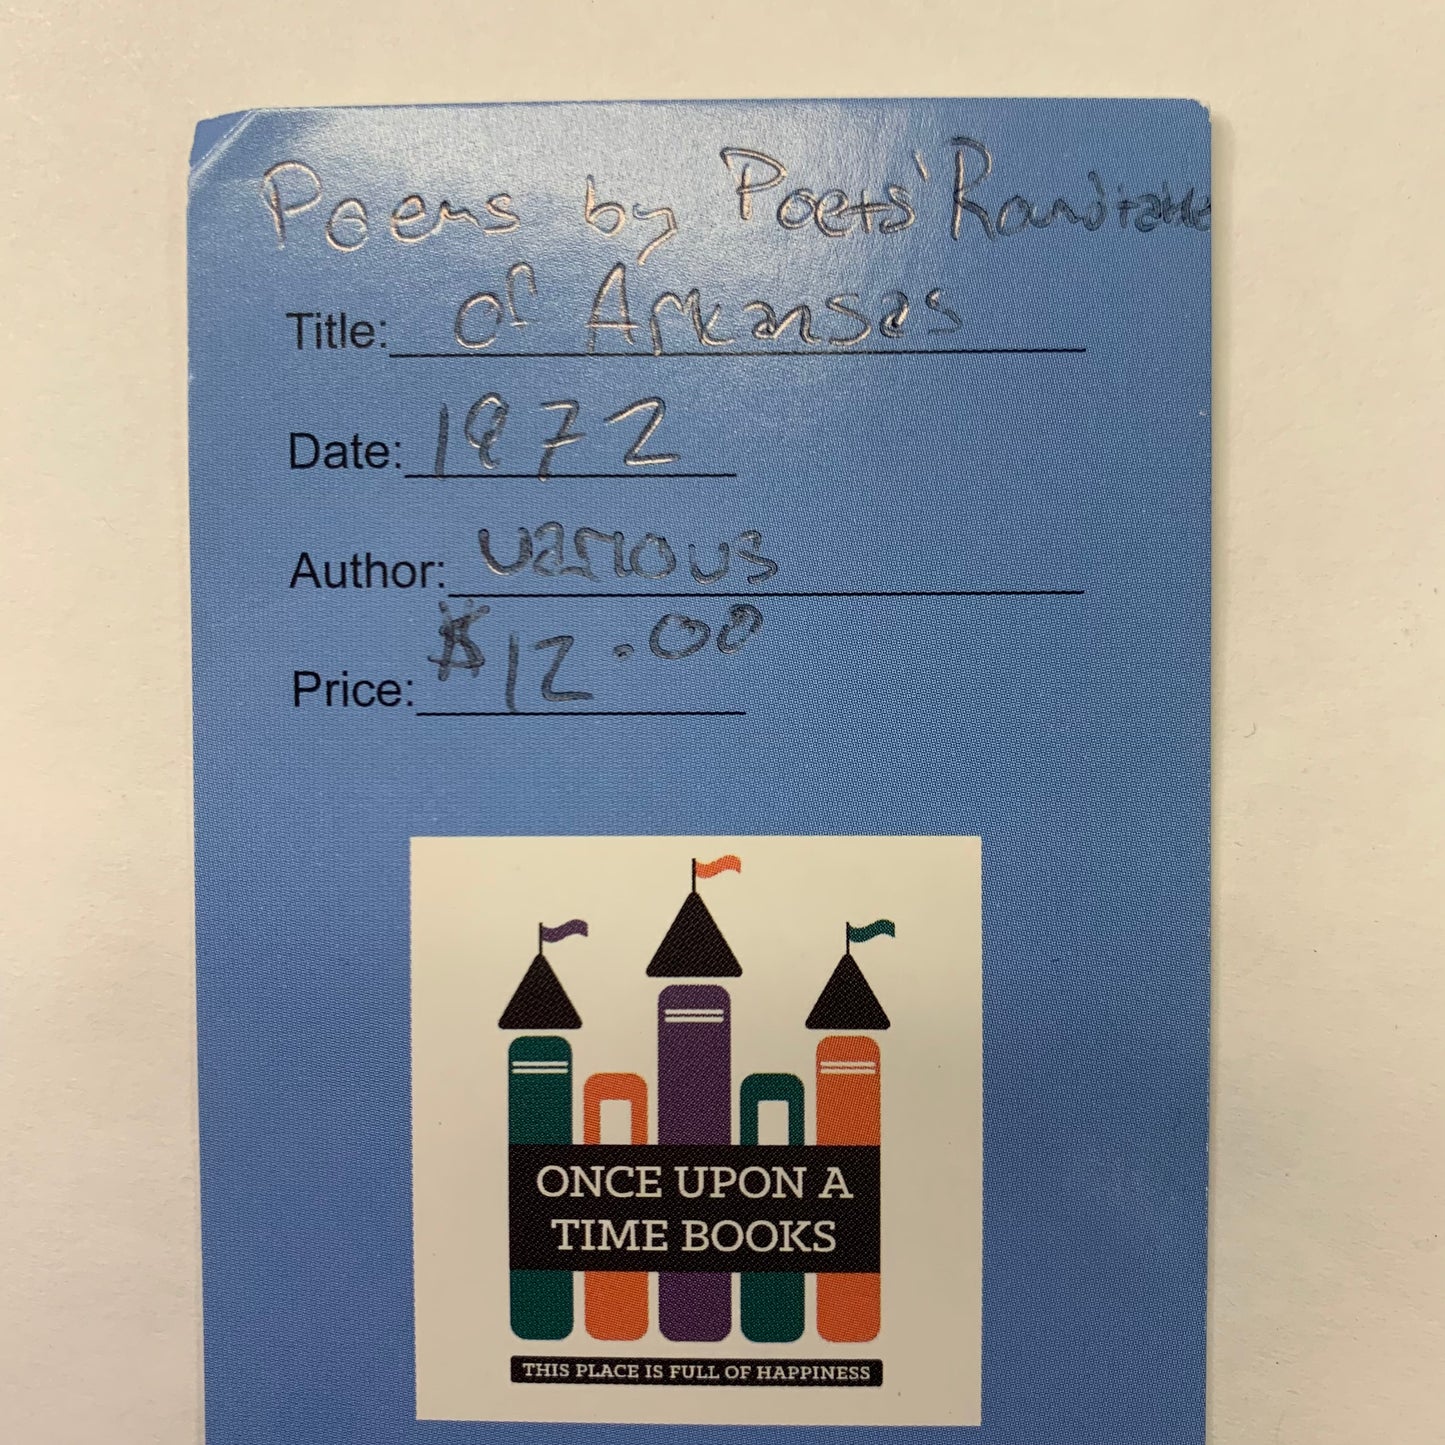 Poems by Poets' Roundtable
Title: of Arkansas
Date: 1972
Author: various
Price: $12.00
ONCE UPON A
TIME BOOKS
THIS PLACE IS FULL OF HAPPINESS